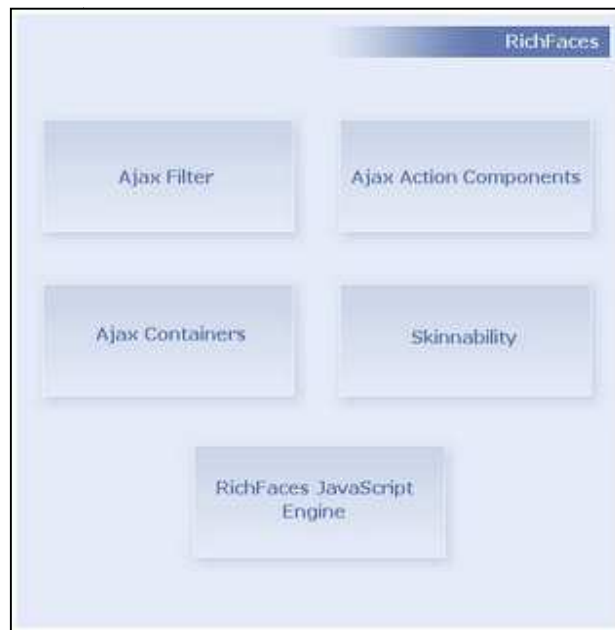 RichFaces
Ajax Filter
Ajax Action Components
Ajax Containers
Skinnability
RichFaces JavaScript
Engine